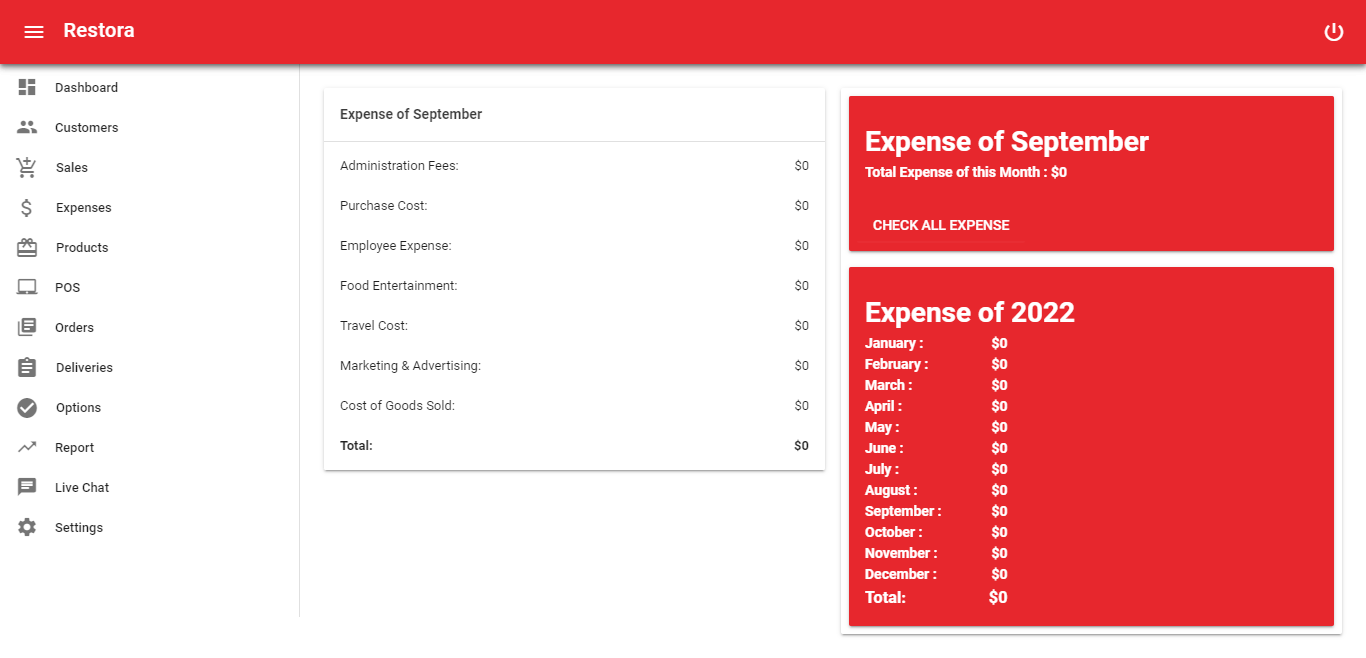 Restora
Dashboard
Customers
Sales
Expenses
Products
POS
Orders
Deliveries
Options
Report
Live Chat
Settings
Expense of September
Administration Fees: $0
Purchase Cost: $0
Employee Expense: $0
Food Entertainment: $0
Travel Cost: $0
Marketing & Advertising: $0
Cost of Goods Sold: $0
Total: $0
Expense of September
Total Expense of this Month : $0
CHECK ALL EXPENSE
Expense of 2022
January : $0
February : $0
March : $0
April : $0
May : $0
June : $0
July : $0
August : $0
September : $0
October : $0
November : $0
December : $0
Total: $0